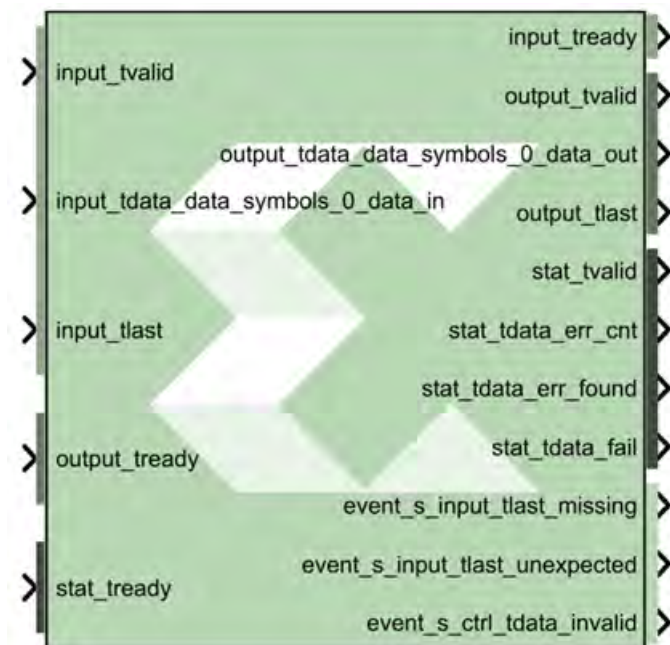 input_tvalid
input_tdata_data_symbols_0_data_in
input_tlast
output_tready
stat_tready
input_tready
output_tvalid
output_tdata_data_symbols_0_data_out
output_tlast
stat_tvalid
stat_tdata_err_cnt
stat_tdata_err_found
stat_tdata_fail
event_s_input_tlast_missing
event_s_input_tlast_unexpected
event_s_ctrl_tdata_invalid